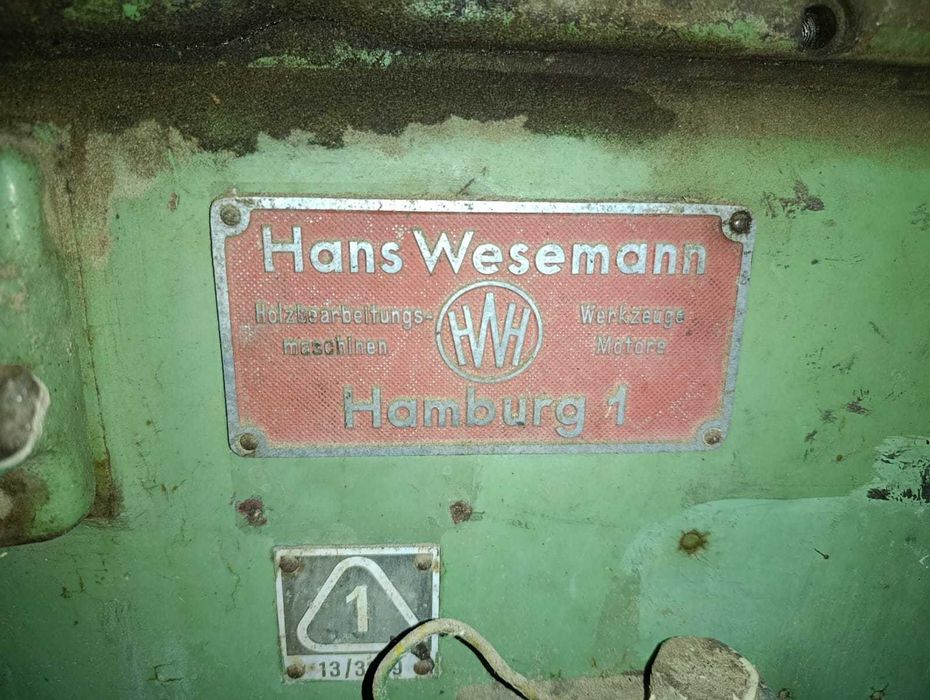 Hans Wesemann
Holzbearbeitungs-
maschinen
HWH
Werkzeuge
Motore
Hamburg 1
1